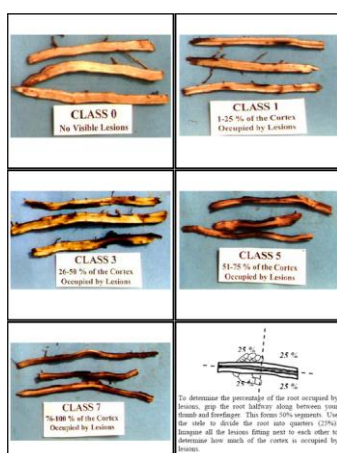 CLASS 0
No Visible Lesions
CLASS 1
1-25 % of the Cortex
Occupied by Lesions
CLASS 3
26-50 % of the Cortex
Occupied by Lesions
CLASS 5
51-75 % of the Cortex
Occupied by Lesions
CLASS 7
76-100 % of the Cortex
Occupied by Lesions
25 %
25 %
25 %
25 %
To determine the percentage of the root occupied by
lesions, grip the root halfway along between your
thumb and forefinger. This forms 50% segments. Use
the stele to divide the root into quarters (25%).
Imagine all the lesions fitting next to each other to
determine how much of the cortex is occupied by
lesions.